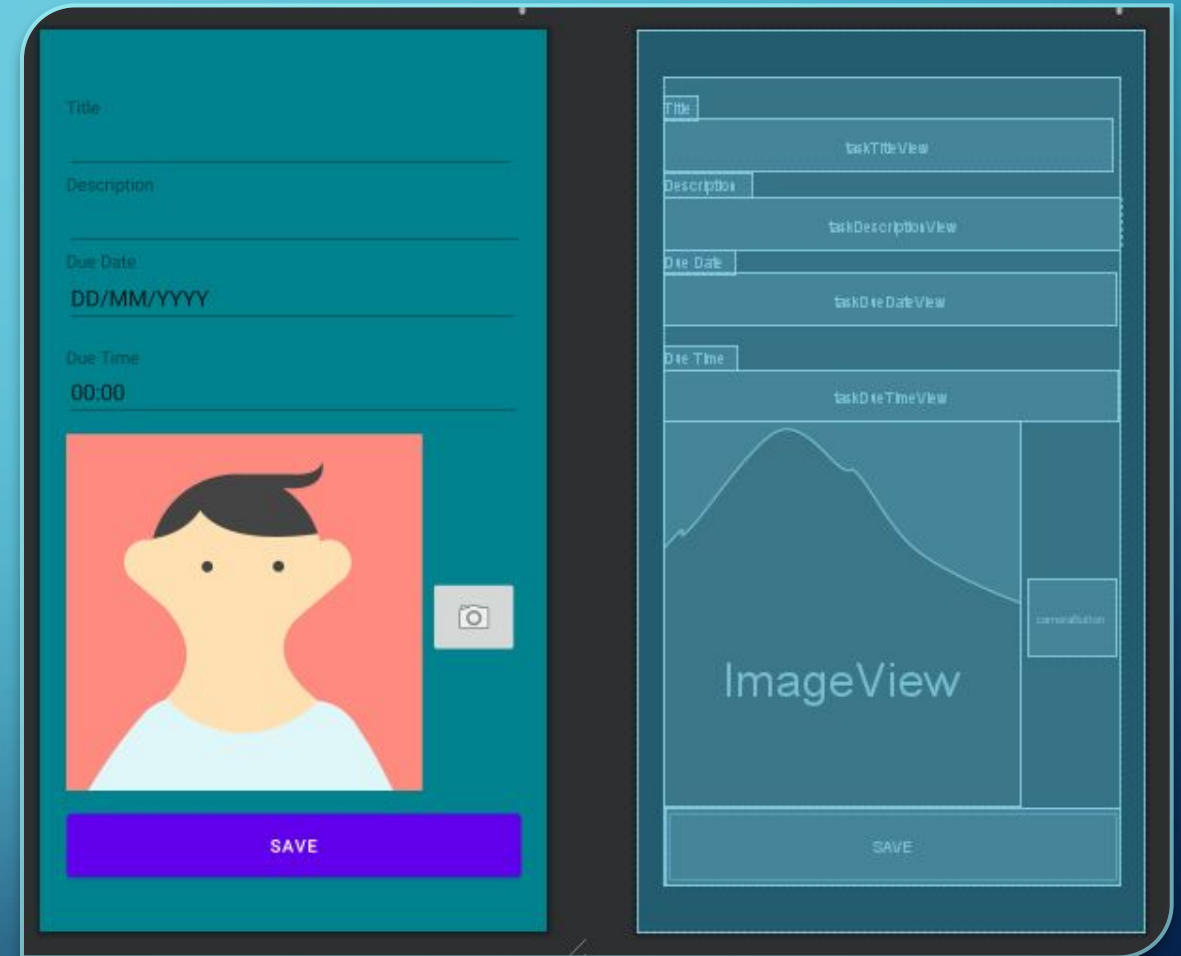 Title
Description
Due Date
DD/MM/YYYY
Due Time
00:00
SAVE
Title
taskTitleView
Description
taskDescriptionView
Due Date
taskDueDateView
Due Time
taskDueTimeView
ImageView
cameraButton
SAVE